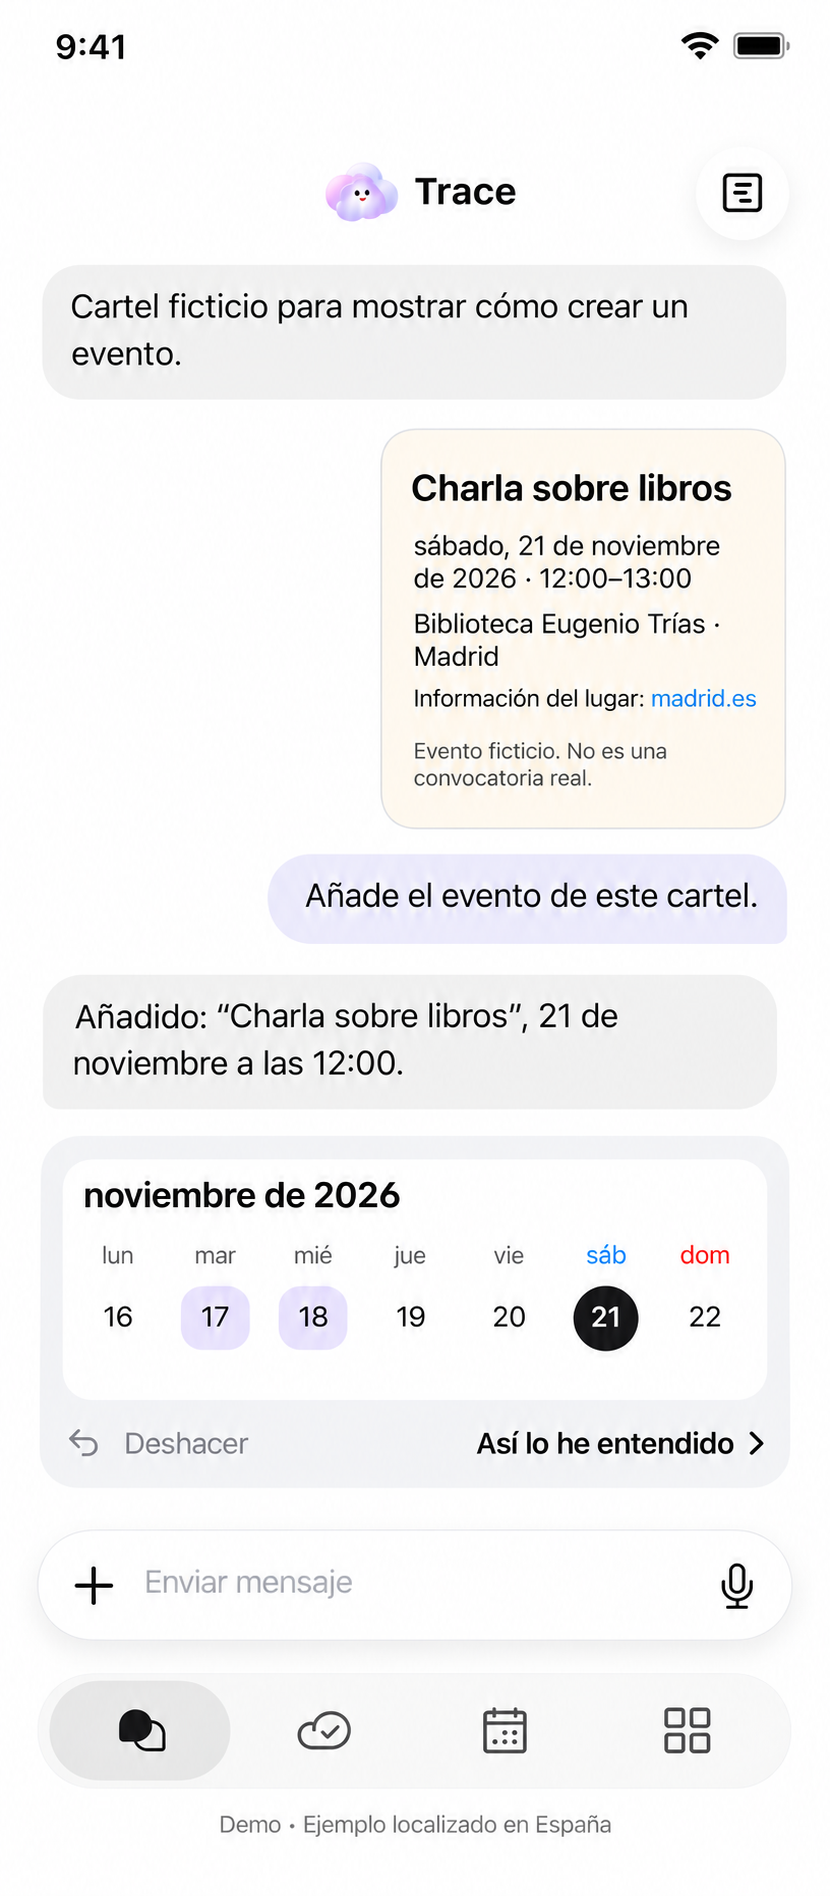 9:41
Trace
Cartel ficticio para mostrar cómo crear un
evento.
Charla sobre libros
sábado, 21 de noviembre
de 2026 · 12:00–13:00
Biblioteca Eugenio Trías ·
Madrid
Información del lugar: madrid.es
Evento ficticio. No es una
convocatoria real.
Añade el evento de este cartel.
Añadido: “Charla sobre libros”, 21 de
noviembre a las 12:00.
noviembre de 2026
lun mar mié jue vie sáb dom
16 17 18 19 20 21 22
Deshacer Así lo he entendido
Enviar mensaje
Demo • Ejemplo localizado en España